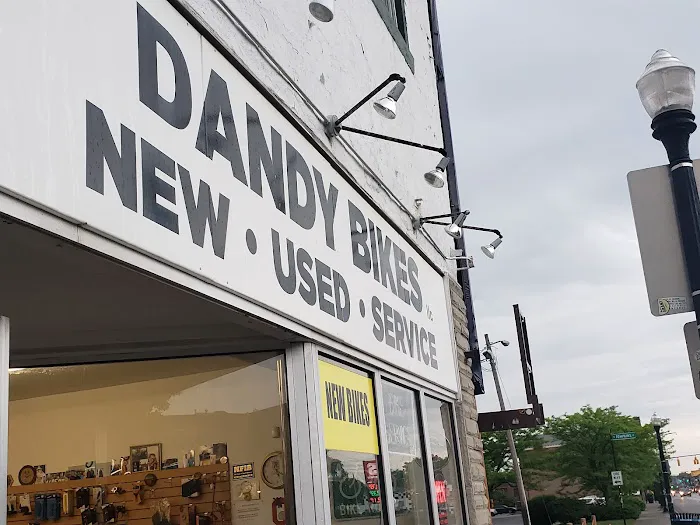 DANDY BIKES
NEW • USED • SERVICE
NEW BIKES